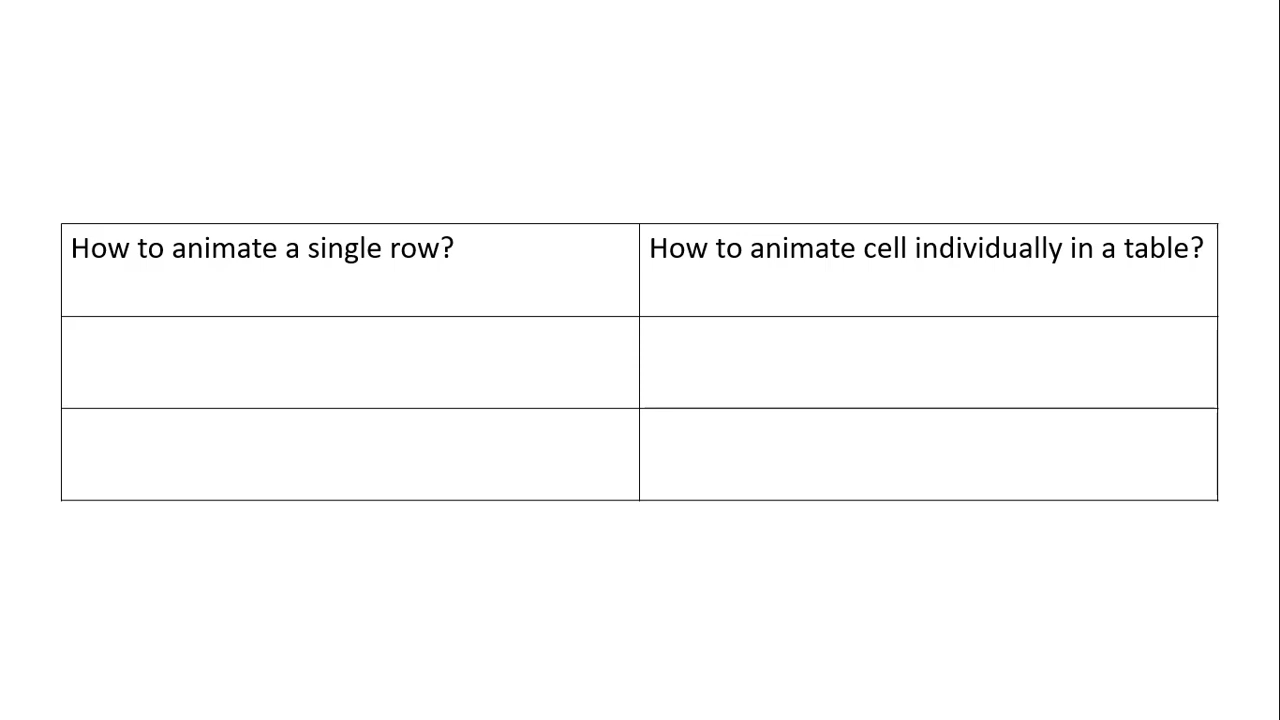 How to animate a single row?
How to animate cell individually in a table?